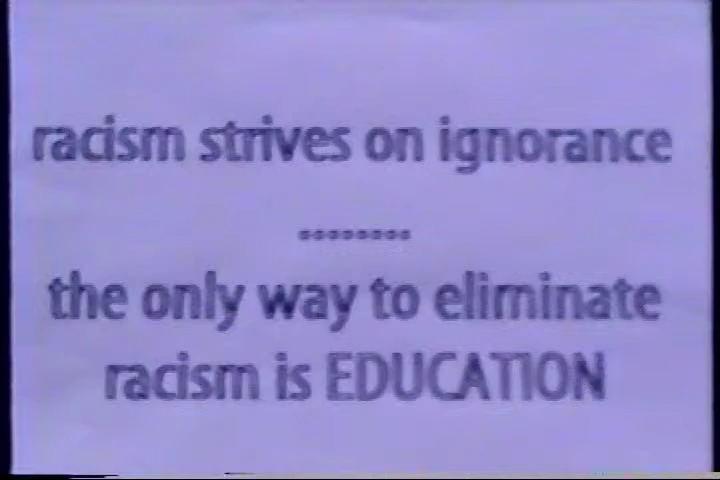 racism strives on ignorance
........
the only way to eliminate
racism is EDUCATION